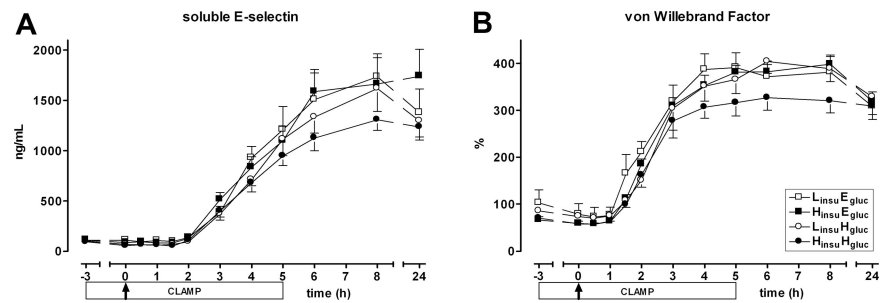 A
soluble E-selectin
ng/mL
2000
1500
1000
500
0
-3 0 1 2 3 4 5 6 7 8 24
CLAMP
time (h)
B
von Willebrand Factor
%
400
300
200
100
0
-3 0 1 2 3 4 5 6 7 8 24
CLAMP
time (h)
LinsuEgluc
HinsuEgluc
LinsuHgluc
HinsuHgluc